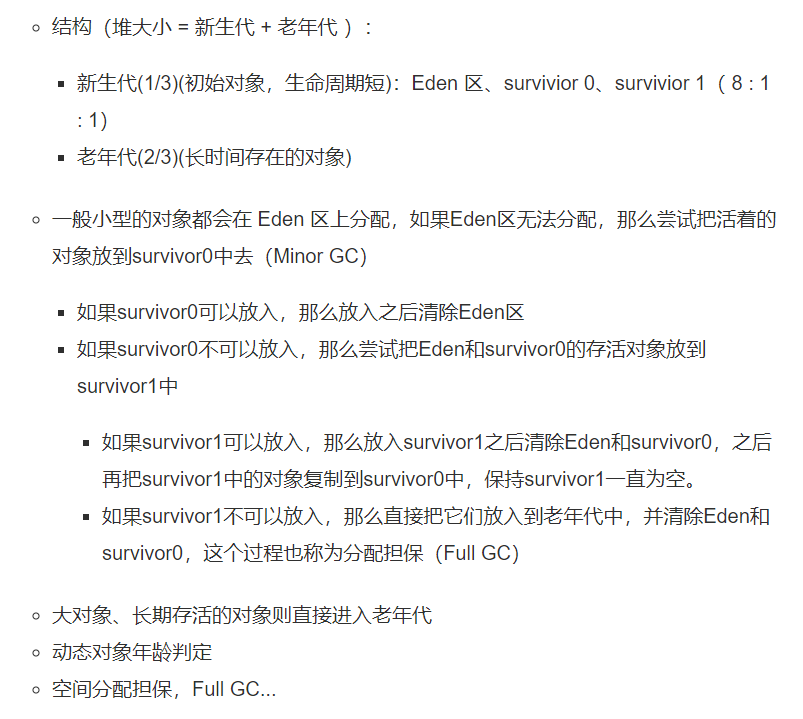 结构（堆大小 = 新生代 + 老年代 ）：
新生代(1/3)(初始对象，生命周期短)：Eden 区、survivior 0、survivior 1（ 8 : 1
: 1）
老年代(2/3)(长时间存在的对象)
一般小型的对象都会在 Eden 区上分配，如果Eden区无法分配，那么尝试把活着的
对象放到survivor0中去（Minor GC）
如果survivor0可以放入，那么放入之后清除Eden区
如果survivor0不可以放入，那么尝试把Eden和survivor0的存活对象放到
survivor1中
如果survivor1可以放入，那么放入survivor1之后清除Eden和survivor0，之后
再把survivor1中的对象复制到survivor0中，保持survivor1一直为空。
如果survivor1不可以放入，那么直接把它们放入到老年代中，并清除Eden和
survivor0，这个过程也称为分配担保（Full GC）
大对象、长期存活的对象则直接进入老年代
动态对象年龄判定
空间分配担保，Full GC...